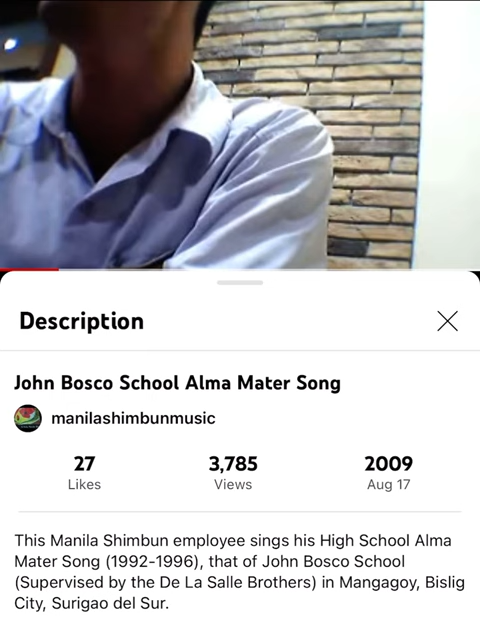 Description
John Bosco School Alma Mater Song
manilashimbunmusic
27 3,785 2009
Likes Views Aug 17
This Manila Shimbun employee sings his High School Alma
Mater Song (1992-1996), that of John Bosco School
(Supervised by the De La Salle Brothers) in Mangagoy, Bislig
City, Surigao del Sur.